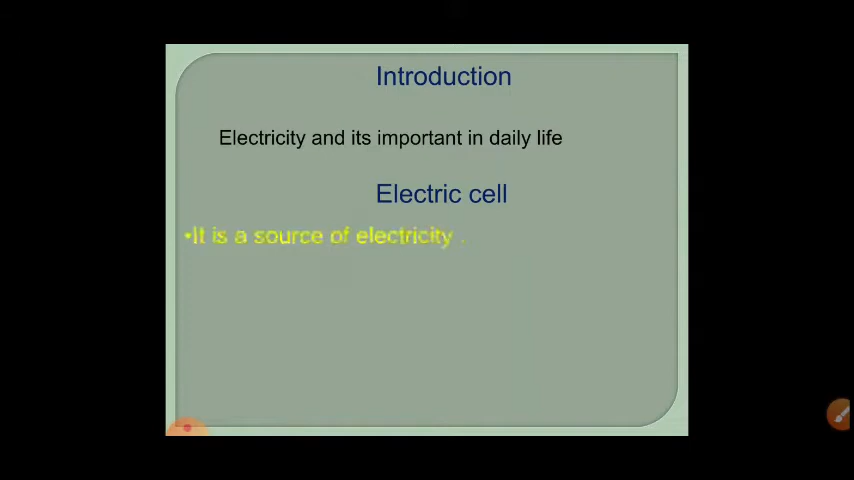 Introduction
Electricity and its important in daily life
Electric cell
•It is a source of electricity .